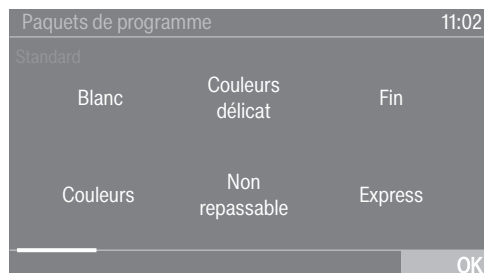 Paquets de programme 11:02
Standard
Blanc Couleurs délicat Fin
Couleurs Non repassable Express
OK